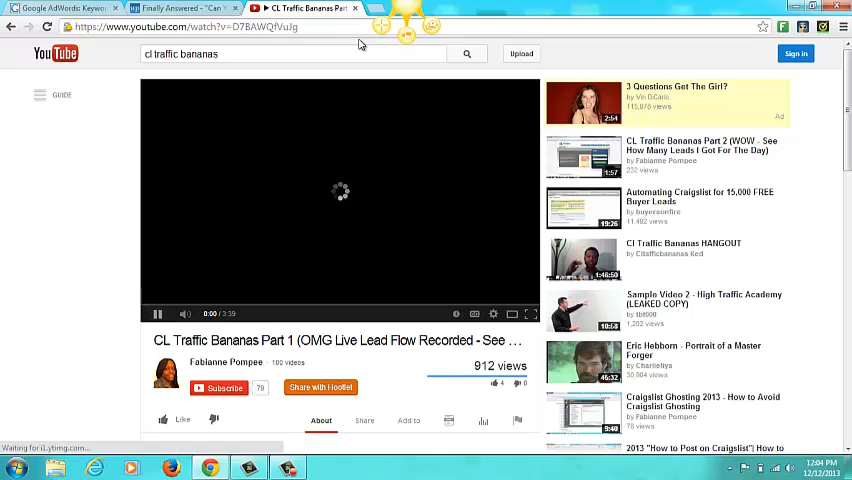 Google AdWords: Keywor
Finally Answered - "Can Y
CL Traffic Bananas Part
https://www.youtube.com/watch?v=D7BAWQfVuJg
YouTube
cl traffic bananas
Upload
Sign In
GUIDE
0:00 / 3:39
CL Traffic Bananas Part 1 (OMG Live Lead Flow Recorded - See ...
Fabianne Pompee · 100 videos
Subscribe
79
Share with Hootlet
912 views
4
0
Like
About
Share
Add to
3 Questions Get The Girl?
by Vin DiCarlo
115,878 views
Ad
2:54
CL Traffic Bananas Part 2 (WOW - See
How Many Leads I Got For The Day)
by Fabianne Pompee
232 views
1:57
Automating Craigslist for 15,000 FREE
Buyer Leads
by buyersonfire
11,492 views
19:26
Cl Traffic Bananas HANGOUT
by Cltafficbananas Ked
1:46:50
Sample Video 2 - High Traffic Academy
(LEAKED COPY)
by tbt000
1,202 views
10:58
Eric Hebborn - Portrait of a Master
Forger
by Charlieliya
30,904 views
45:32
Craigslist Ghosting 2013 - How to Avoid
Craigslist Ghosting
by Fabianne Pompee
78 views
9:40
2013 "How to Post on Craigslist| How to
Waiting for i1.ytimg.com...
12:04 PM
12/12/2013